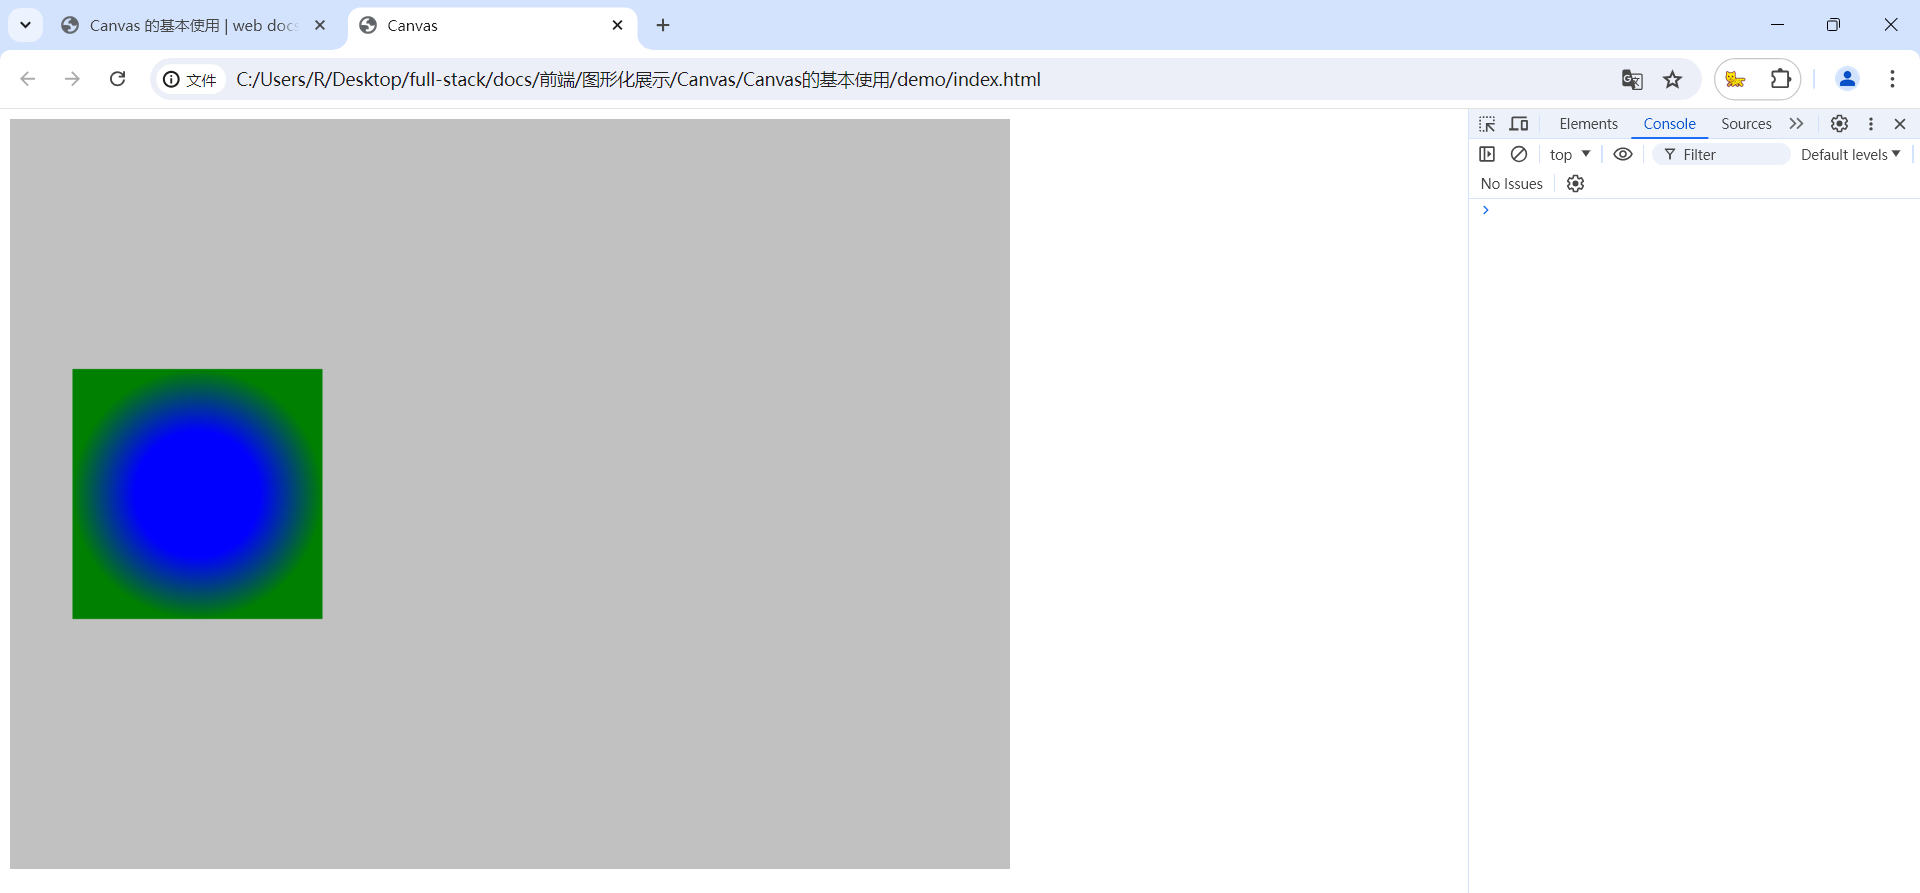 Canvas 的基本使用 | web docs
Canvas
文件
C:/Users/R/Desktop/full-stack/docs/前端/图形化展示/Canvas/Canvas的基本使用/demo/index.html
Elements
Console
Sources
top
Filter
Default levels
No Issues